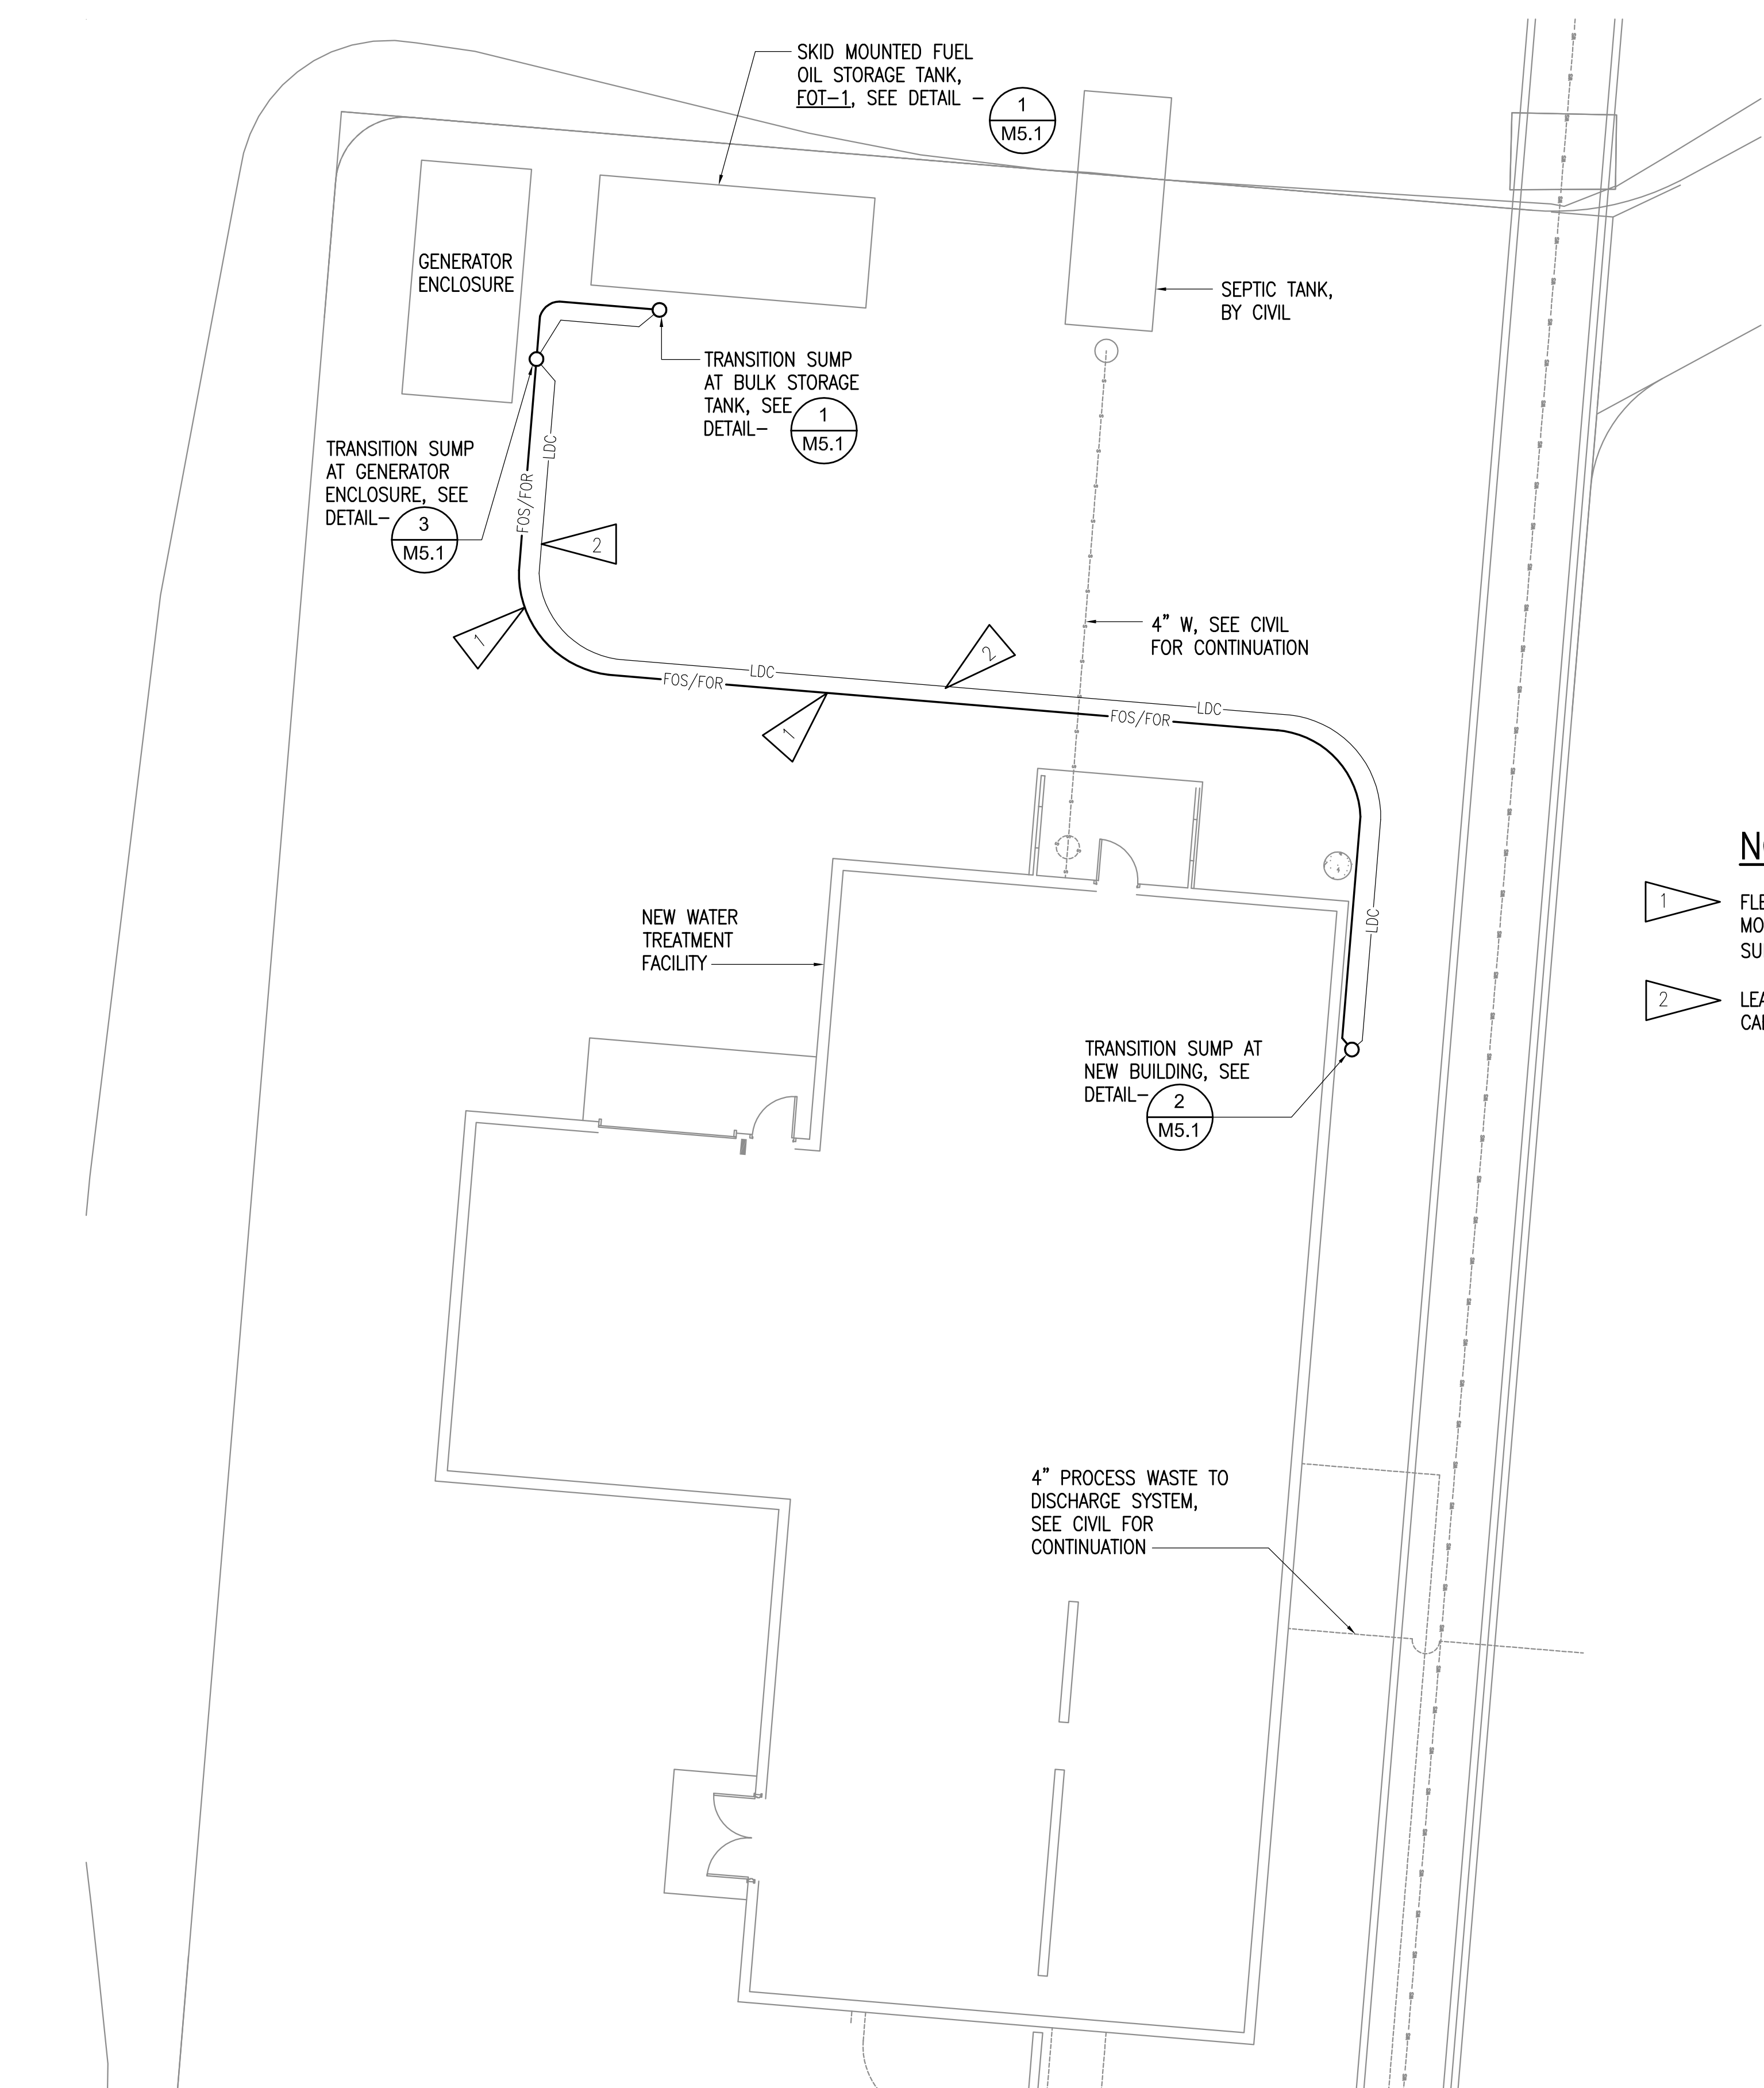 SKID MOUNTED FUEL
OIL STORAGE TANK,
FOT-1, SEE DETAIL -
1
M5.1
GENERATOR
ENCLOSURE
SEPTIC TANK,
BY CIVIL
TRANSITION SUMP
AT BULK STORAGE
TANK, SEE
DETAIL-
1
M5.1
TRANSITION SUMP
AT GENERATOR
ENCLOSURE, SEE
DETAIL-
3
M5.1
LDC
FOS/FOR
2
1
4" W, SEE CIVIL
FOR CONTINUATION
2
LDC
FOS/FOR
1
LDC
FOS/FOR
LDC
NEW WATER
TREATMENT
FACILITY
1
2
TRANSITION SUMP AT
NEW BUILDING, SEE
DETAIL-
2
M5.1
4" PROCESS WASTE TO
DISCHARGE SYSTEM,
SEE CIVIL FOR
CONTINUATION